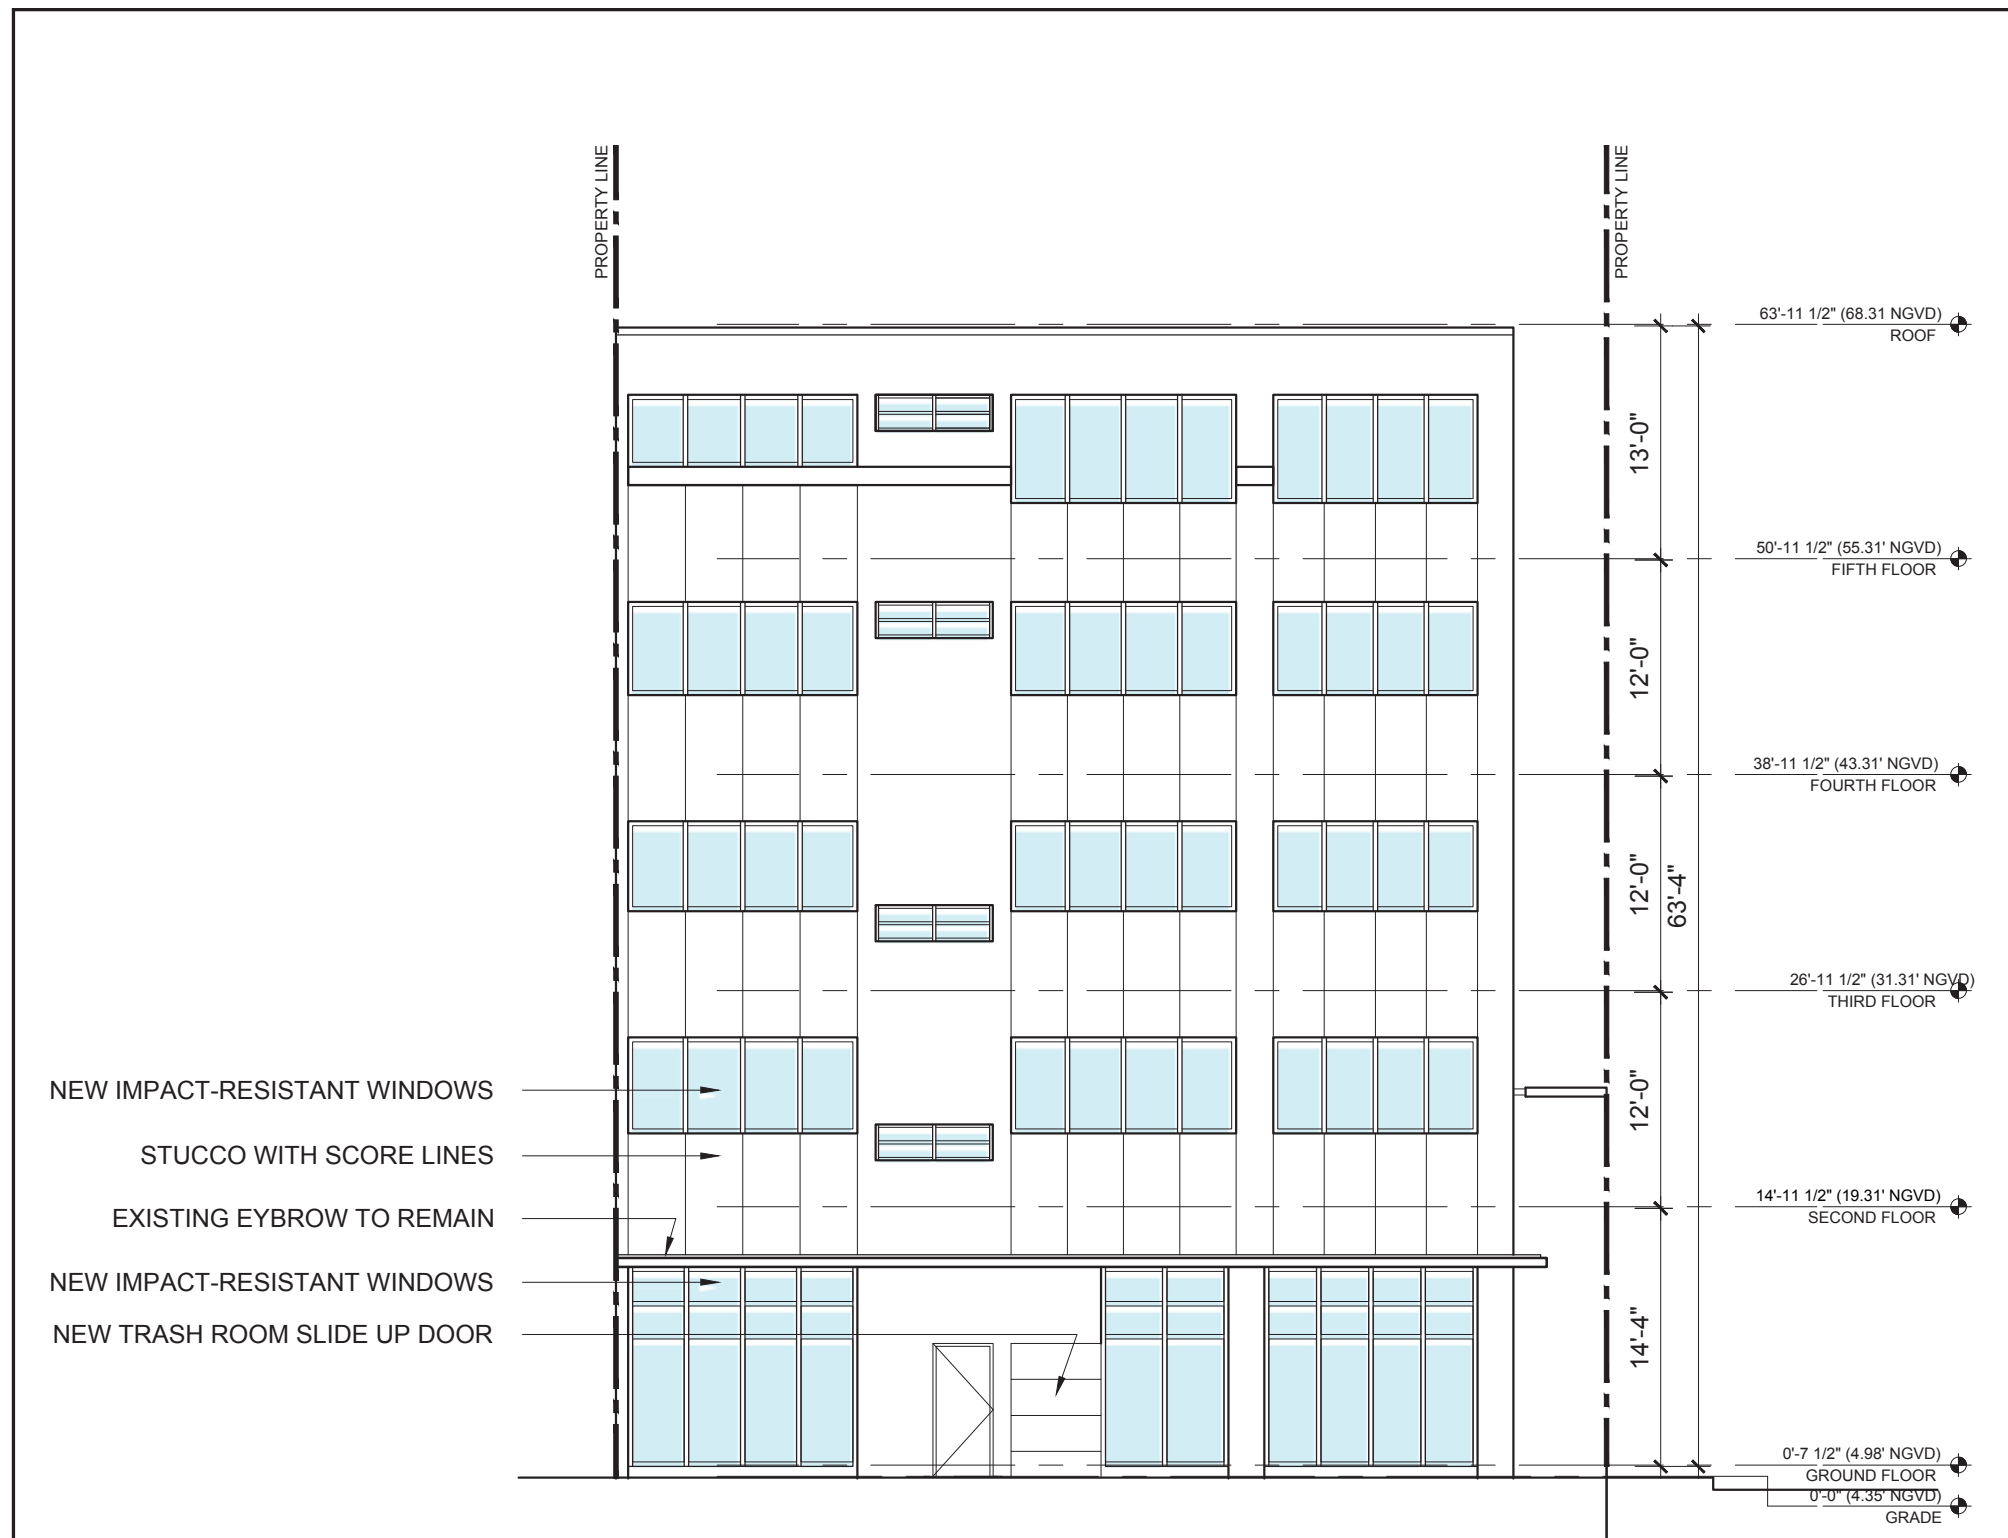 PROPERTY LINE
PROPERTY LINE
63'-11 1/2" (68.31 NGVD)
ROOF
13'-0"
50'-11 1/2" (55.31' NGVD)
FIFTH FLOOR
12'-0"
38'-11 1/2" (43.31' NGVD)
FOURTH FLOOR
12'-0"
63'-4"
26'-11 1/2" (31.31' NGVD)
THIRD FLOOR
NEW IMPACT-RESISTANT WINDOWS
12'-0"
STUCCO WITH SCORE LINES
14'-11 1/2" (19.31' NGVD)
SECOND FLOOR
EXISTING EYBROW TO REMAIN
NEW IMPACT-RESISTANT WINDOWS
NEW TRASH ROOM SLIDE UP DOOR
14'-4"
0'-7 1/2" (4.98' NGVD)
GROUND FLOOR
0'-0" (4.35' NGVD)
GRADE